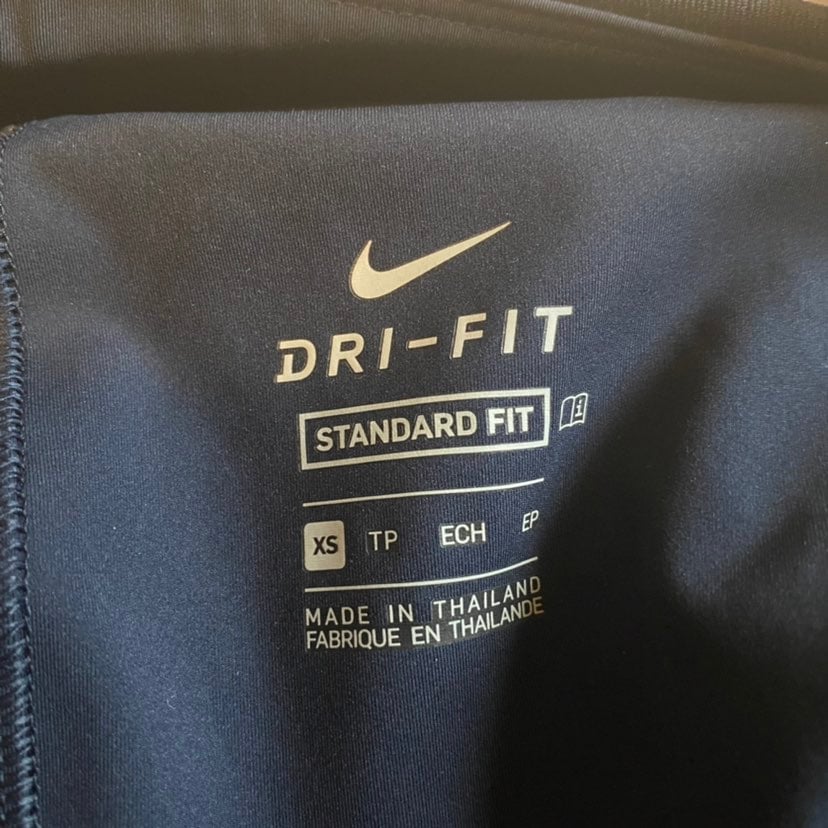 DRI-FIT
STANDARD FIT
XS TP ECH EP
MADE IN THAILAND
FABRIQUE EN THAILANDE